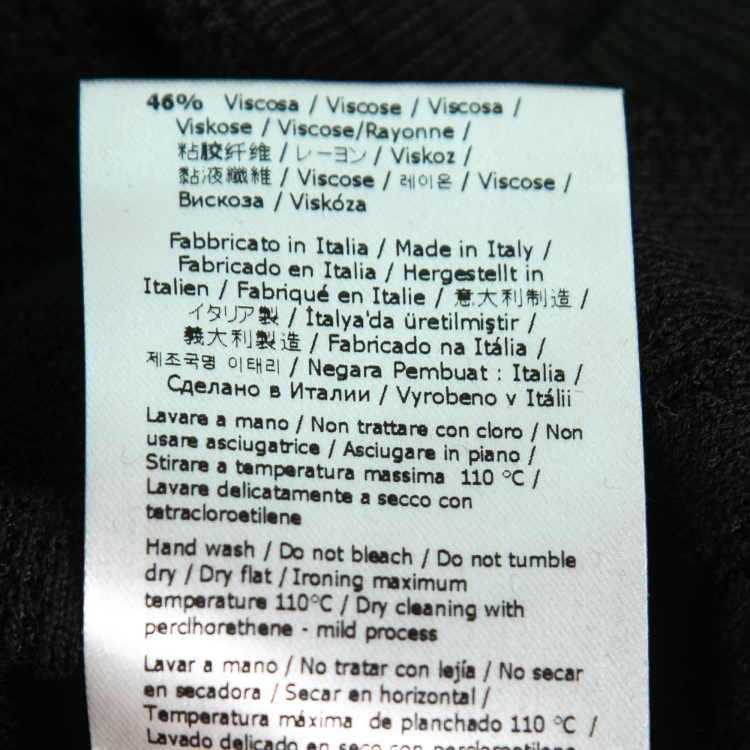 46% Viscosa / Viscose / Viscosa /
Viskose / Viscose/Rayonne /
粘胶纤维 / レーヨン / Viskoz /
黏液纖維 / Viscose / 레이온 / Viscose /
Вискоза / Viskóza
Fabbricato in Italia / Made in Italy /
Fabricado en Italia / Hergestellt in
Italien / Fabriqué en Italie / 意大利制造 /
イタリア製 / İtalya'da üretilmiştir /
義大利製造 / Fabricado na Itália /
제조국명 이태리 / Negara Pembuat : Italia /
Сделано в Италии / Vyrobeno v Itálii
Lavare a mano / Non trattare con cloro / Non
usare asciugatrice / Asciugare in piano /
Stirare a temperatura massima 110 °C /
Lavare delicatamente a secco con
tetracloroetilene
Hand wash / Do not bleach / Do not tumble
dry / Dry flat / Ironing maximum
temperature 110°C / Dry cleaning with
perclhorethene - mild process
Lavar a mano / No tratar con lejía / No secar
en secadora / Secar en horizontal /
Temperatura máxima de planchado 110 °C /
Lavado delicado en seco con